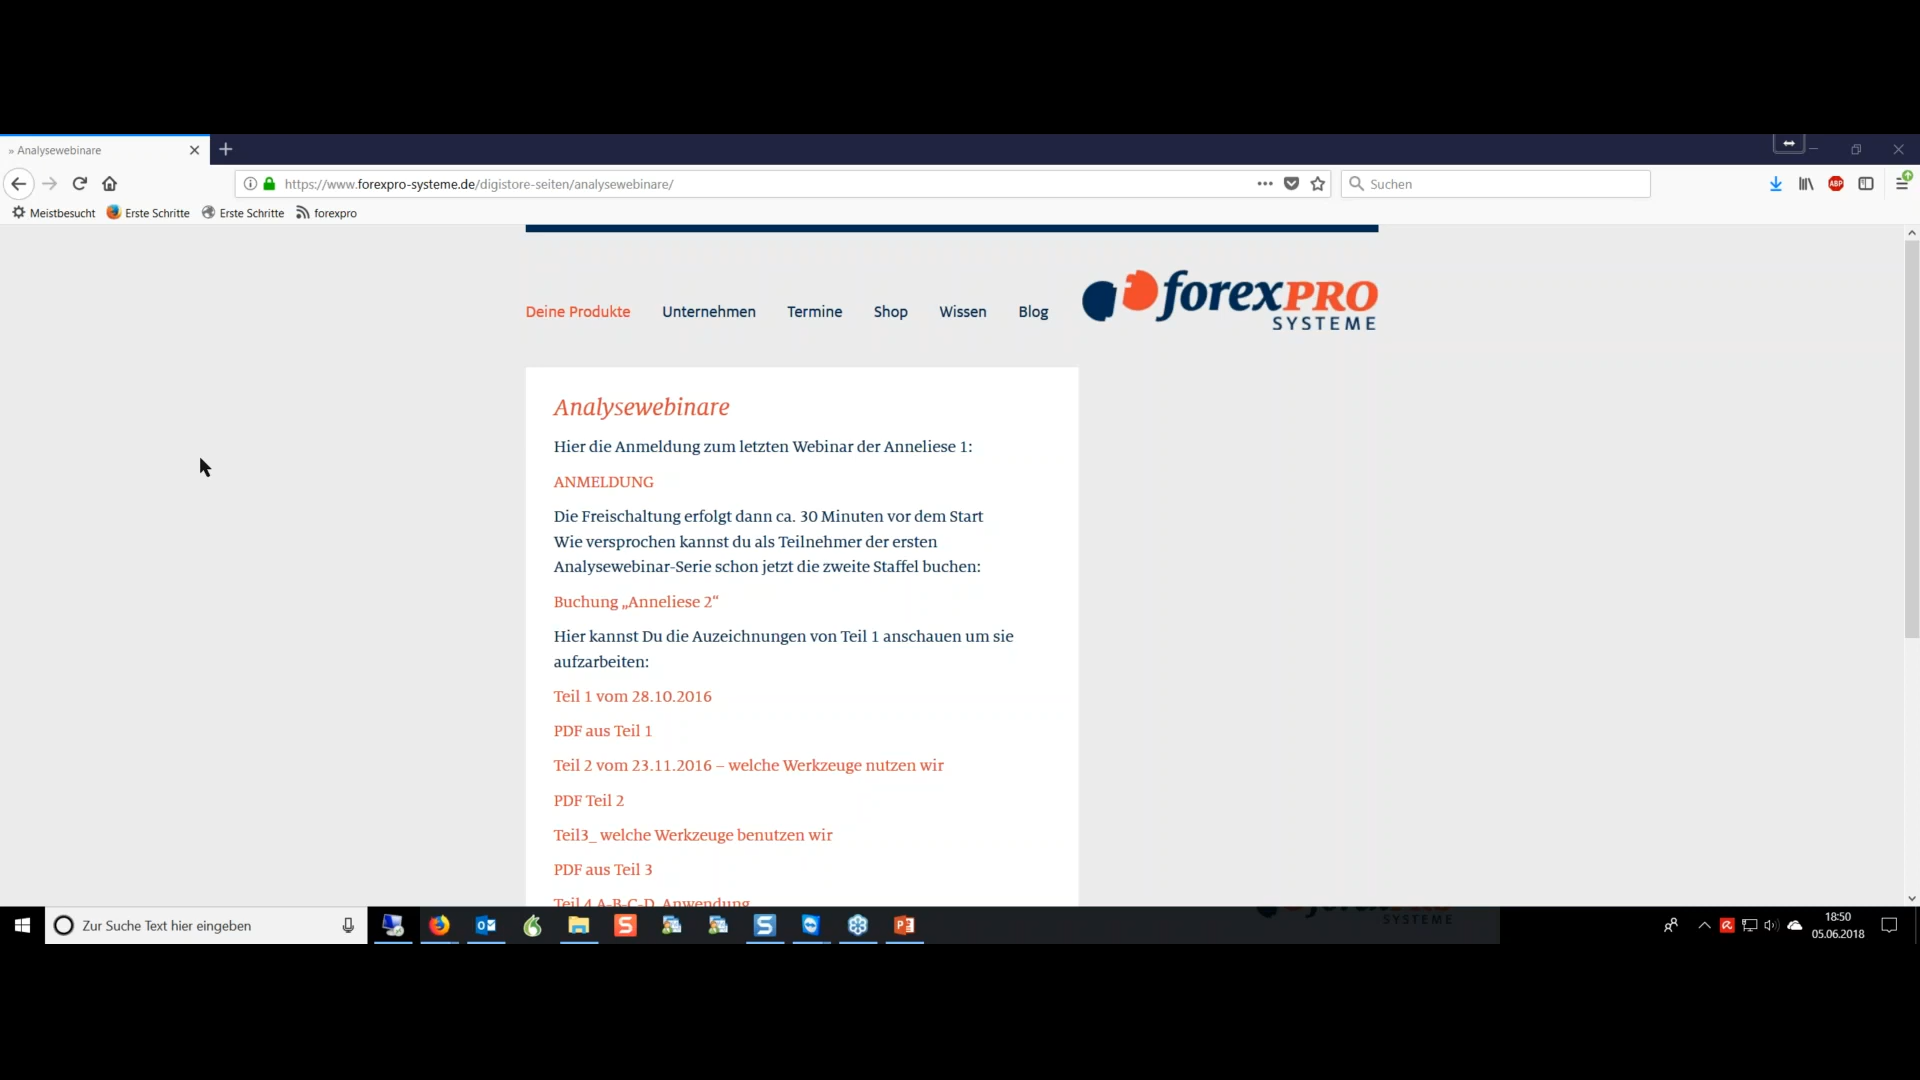 » Analysewebinare
https://www.forexpro-systeme.de/digistore-seiten/analysewebinare/
Suchen
ABP
Meistbesucht
Erste Schritte
Erste Schritte
forexpro
Deine Produkte
Unternehmen
Termine
Shop
Wissen
Blog
forexPRO
SYSTEME
Analysewebinare
Hier die Anmeldung zum letzten Webinar der Anneliese 1:
ANMELDUNG
Die Freischaltung erfolgt dann ca. 30 Minuten vor dem Start
Wie versprochen kannst du als Teilnehmer der ersten
Analysewebinar-Serie schon jetzt die zweite Staffel buchen:
Buchung „Anneliese 2“
Hier kannst Du die Auzeichnungen von Teil 1 anschauen um sie
aufzarbeiten:
Teil 1 vom 28.10.2016
PDF aus Teil 1
Teil 2 vom 23.11.2016 – welche Werkzeuge nutzen wir
PDF Teil 2
Teil3_ welche Werkzeuge benutzen wir
PDF aus Teil 3
Teil 4 A-B-C-D Anwendung
SYSTEME
Zur Suche Text hier eingeben
18:50
05.06.2018